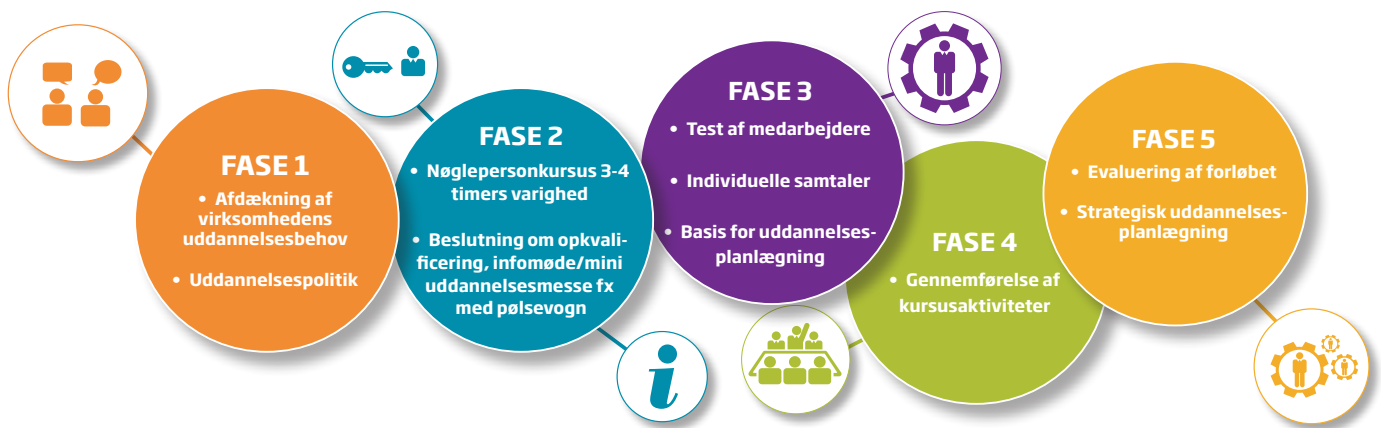 FASE 1
• Afdækning af
virksomhedens
uddannelsesbehov
• Uddannelsespolitik
FASE 2
• Nøglepersonkursus 3-4
timers varighed
• Beslutning om opkvali-
ficering, infomøde/mini
uddannelsesmesse fx
med pølsevogn
i
FASE 3
• Test af medarbejdere
• Individuelle samtaler
• Basis for uddannelses-
planlægning
FASE 4
• Gennemførelse af
kursusaktiviteter
FASE 5
• Evaluering af forløbet
• Strategisk uddannelses-
planlægning